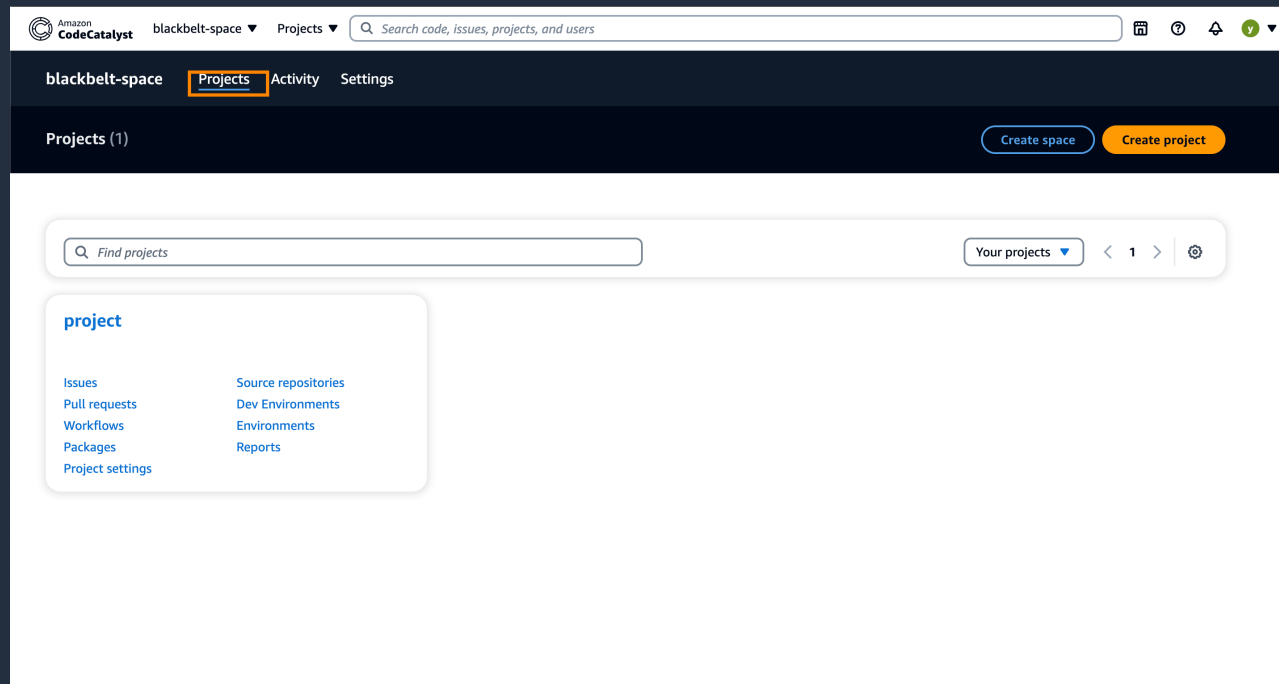 Amazon
CodeCatalyst
blackbelt-space
Projects
Search code, issues, projects, and users
y
blackbelt-space
Projects
Activity
Settings
Projects (1)
Create space
Create project
Find projects
Your projects
1
project
Issues
Source repositories
Pull requests
Dev Environments
Workflows
Environments
Packages
Reports
Project settings